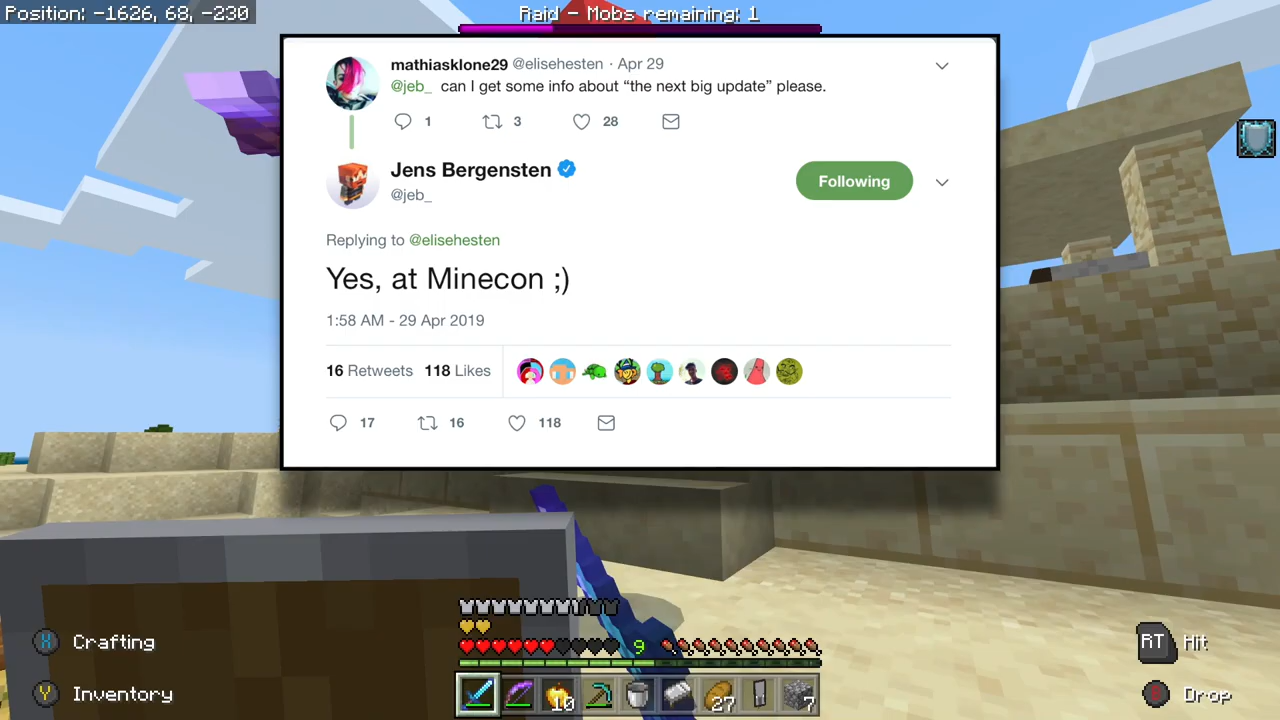 Position: -1626, 68, -230
Raid - Mobs remaining: 1
mathiasklone29 @elisehesten · Apr 29
@jeb_ can I get some info about “the next big update” please.
1 3 28
Jens Bergensten
@jeb_
Following
Replying to @elisehesten
Yes, at Minecon ;)
1:58 AM - 29 Apr 2019
16 Retweets 118 Likes
17 16 118
9
X Crafting
RT Hit
Y Inventory
10 27 7
B Drop